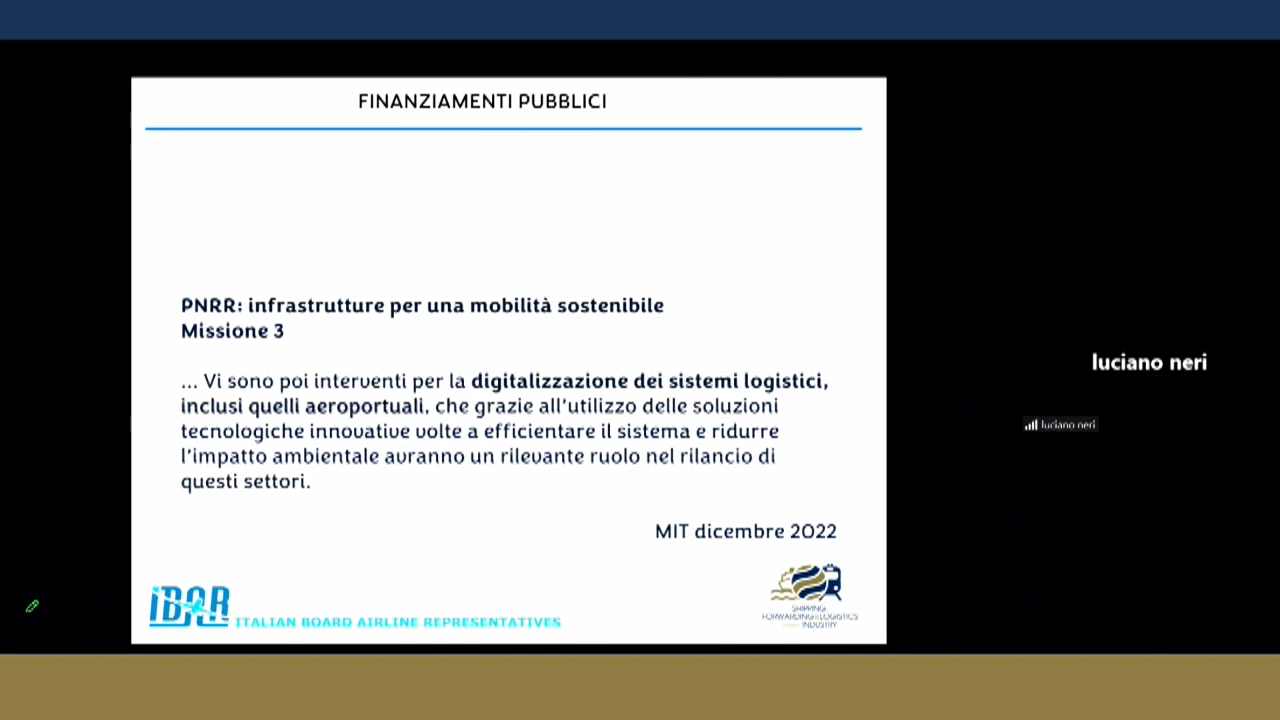 FINANZIAMENTI PUBBLICI
PNRR: infrastrutture per una mobilità sostenibile
Missione 3
... Vi sono poi interventi per la digitalizzazione dei sistemi logistici,
inclusi quelli aeroportuali, che grazie all'utilizzo delle soluzioni
tecnologiche innovative volte a efficientare il sistema e ridurre
l'impatto ambientale avranno un rilevante ruolo nel rilancio di
questi settori.
MIT dicembre 2022
luciano neri
luciano neri
IBAR
ITALIAN BOARD AIRLINE REPRESENTATIVES
SHIPPING,
FORWARDING&LOGISTICS
INDUSTRY